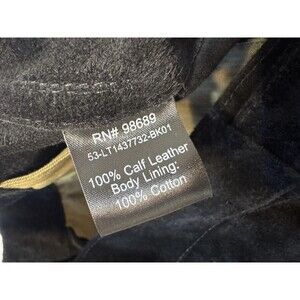 RN# 98689
53-LT1437732-BK01
100% Calf Leather
Body Lining:
100% Cotton